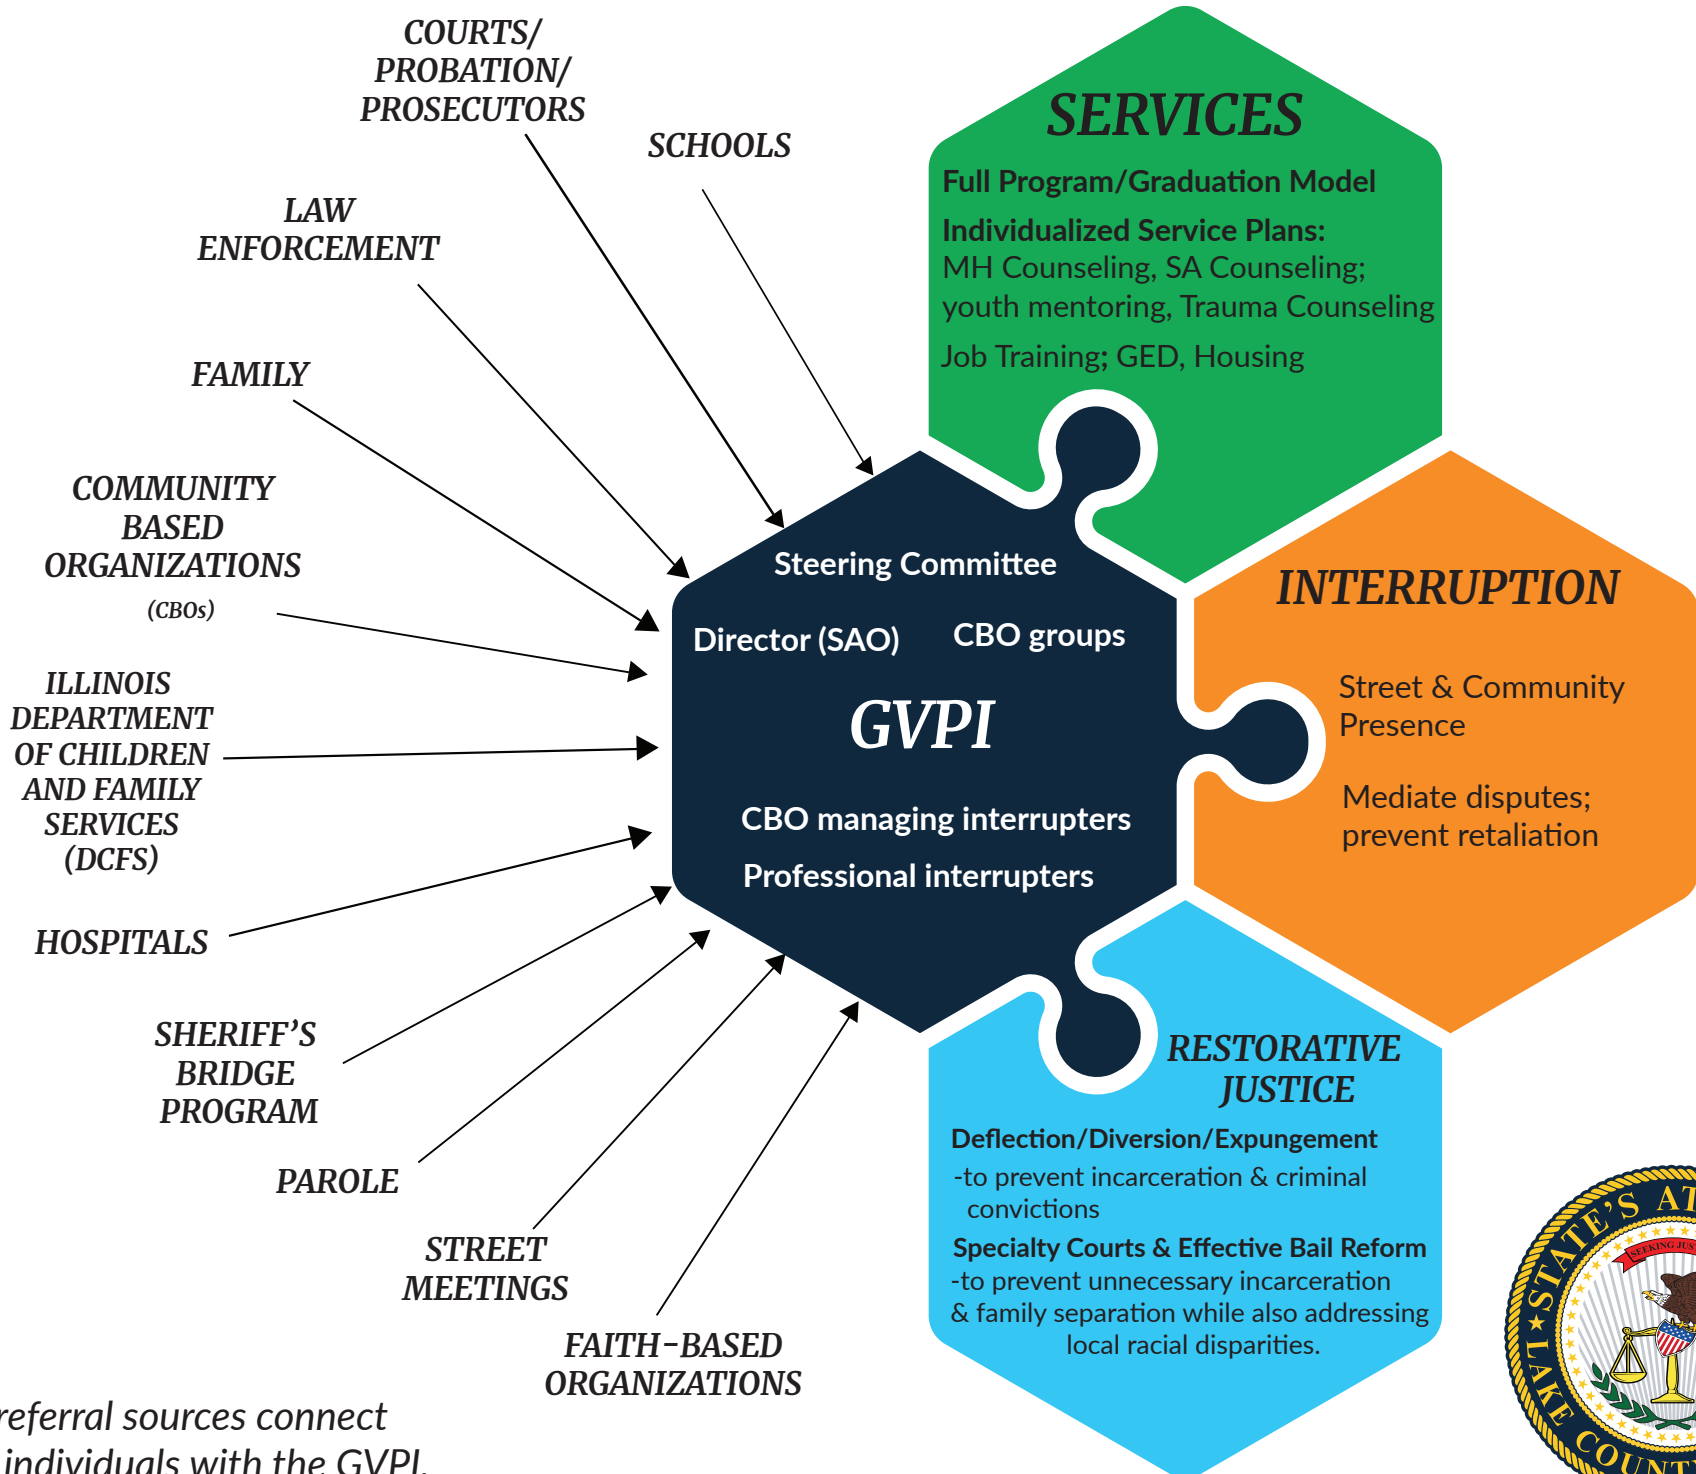 COURTS/
PROBATION/
PROSECUTORS
SCHOOLS
LAW
ENFORCEMENT
FAMILY
COMMUNITY
BASED
ORGANIZATIONS
(CBOs)
ILLINOIS
DEPARTMENT
OF CHILDREN
AND FAMILY
SERVICES
(DCFS)
HOSPITALS
SHERIFF’S
BRIDGE
PROGRAM
PAROLE
STREET
MEETINGS
FAITH-BASED
ORGANIZATIONS
referral sources connect
individuals with the GVPI.
Steering Committee
Director (SAO)
CBO groups
GVPI
CBO managing interrupters
Professional interrupters
SERVICES
Full Program/Graduation Model
Individualized Service Plans:
MH Counseling, SA Counseling;
youth mentoring, Trauma Counseling
Job Training; GED, Housing
INTERRUPTION
Street & Community
Presence
Mediate disputes;
prevent retaliation
RESTORATIVE
JUSTICE
Deflection/Diversion/Expungement
-to prevent incarceration & criminal
convictions
Specialty Courts & Effective Bail Reform
-to prevent unnecessary incarceration
& family separation while also addressing
local racial disparities.
STATE’S
SEEKING
LAKE